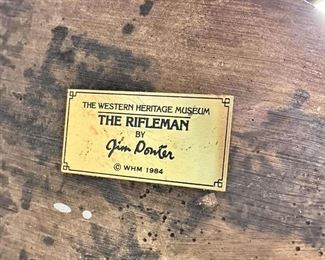 THE WESTERN HERITAGE MUSEUM
THE RIFLEMAN
BY
Jim Ponter
© WHM 1984